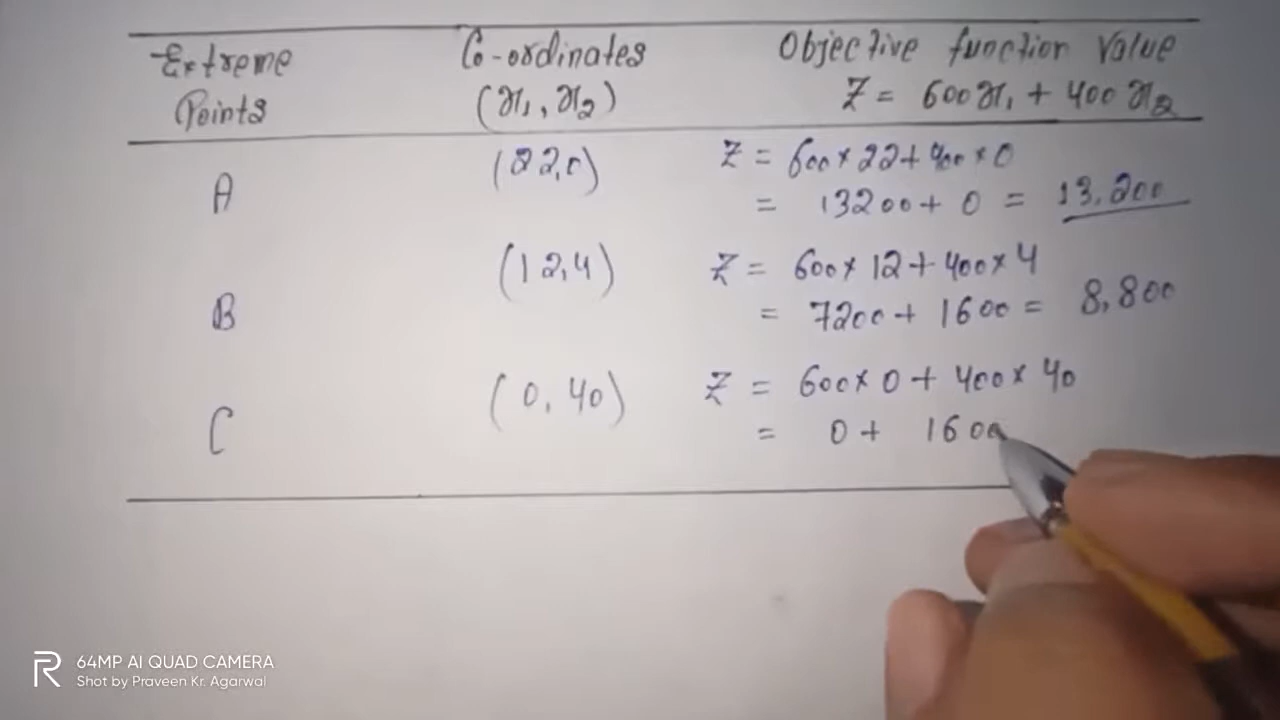 Extreme Points Co-ordinates (x₁, x₂) Objective function Value Z = 600x₁ + 400x₂
A (22,0) Z = 600×22+400×0
= 13200+ 0 = 13,200
B (12,4) Z = 600×12+400×4
= 7200+ 1600 = 8,800
C (0,40) Z = 600×0+400×40
= 0+ 1600
64MP AI QUAD CAMERA
Shot by Praveen Kr. Agarwal